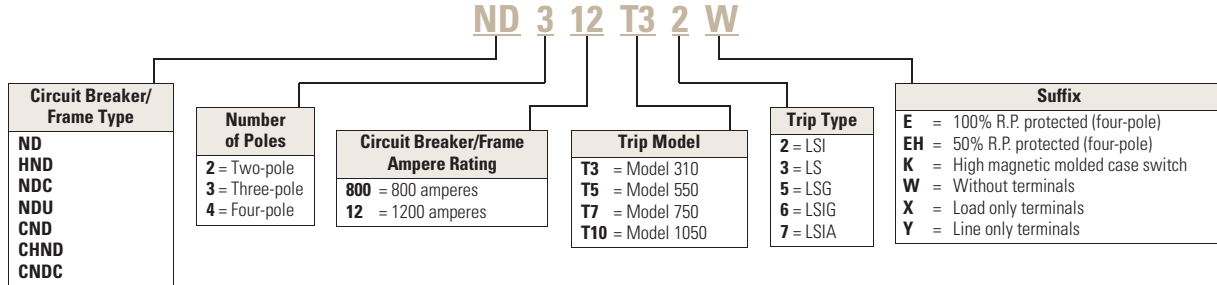 ND 3 12 T3 2 W
Circuit Breaker/
Frame Type
ND
HND
NDC
NDU
CND
CHND
CNDC
Number
of Poles
2 = Two-pole
3 = Three-pole
4 = Four-pole
Circuit Breaker/Frame
Ampere Rating
800 = 800 amperes
12 = 1200 amperes
Trip Model
T3 = Model 310
T5 = Model 550
T7 = Model 750
T10 = Model 1050
Trip Type
2 = LSI
3 = LS
5 = LSG
6 = LSIG
7 = LSIA
Suffix
E = 100% R.P. protected (four-pole)
EH = 50% R.P. protected (four-pole)
K = High magnetic molded case switch
W = Without terminals
X = Load only terminals
Y = Line only terminals